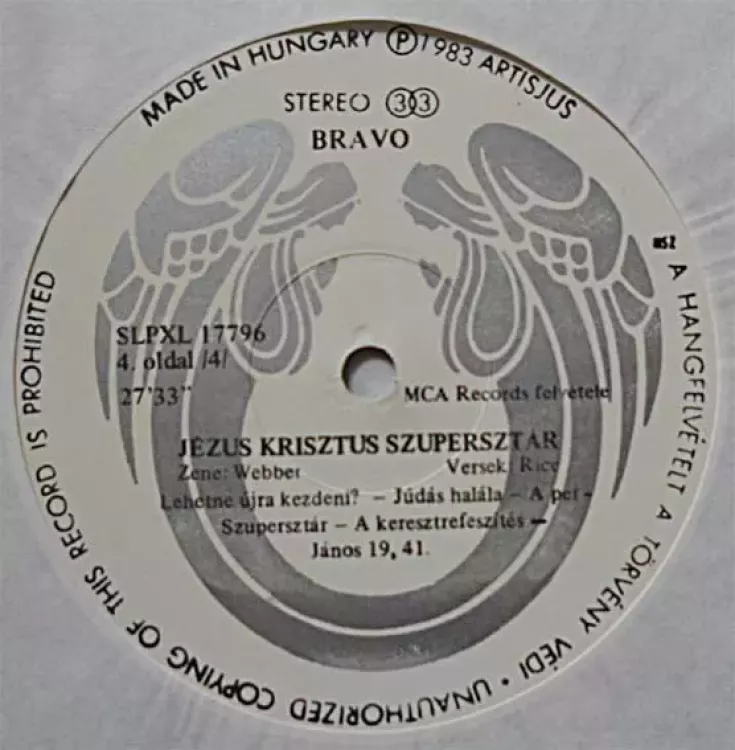 MADE IN HUNGARY Ⓟ 1983 ARTISJUS
STEREO 33
BRAVO
SLPXL 17796
4. oldal /4/
27'33"
MCA Records felvétele
JÉZUS KRISZTUS SZUPERSZTÁR
Zene: Webber Versek: Rice
Lehetne újra kezdeni? – Júdás halála – A per –
Szupersztár – A keresztrefeszítés –
János 19, 41.
A HANGFELVÉTELT A TÖRVÉNY VÉDI • UNAUTHORIZED COPYING OF THIS RECORD IS PROHIBITED